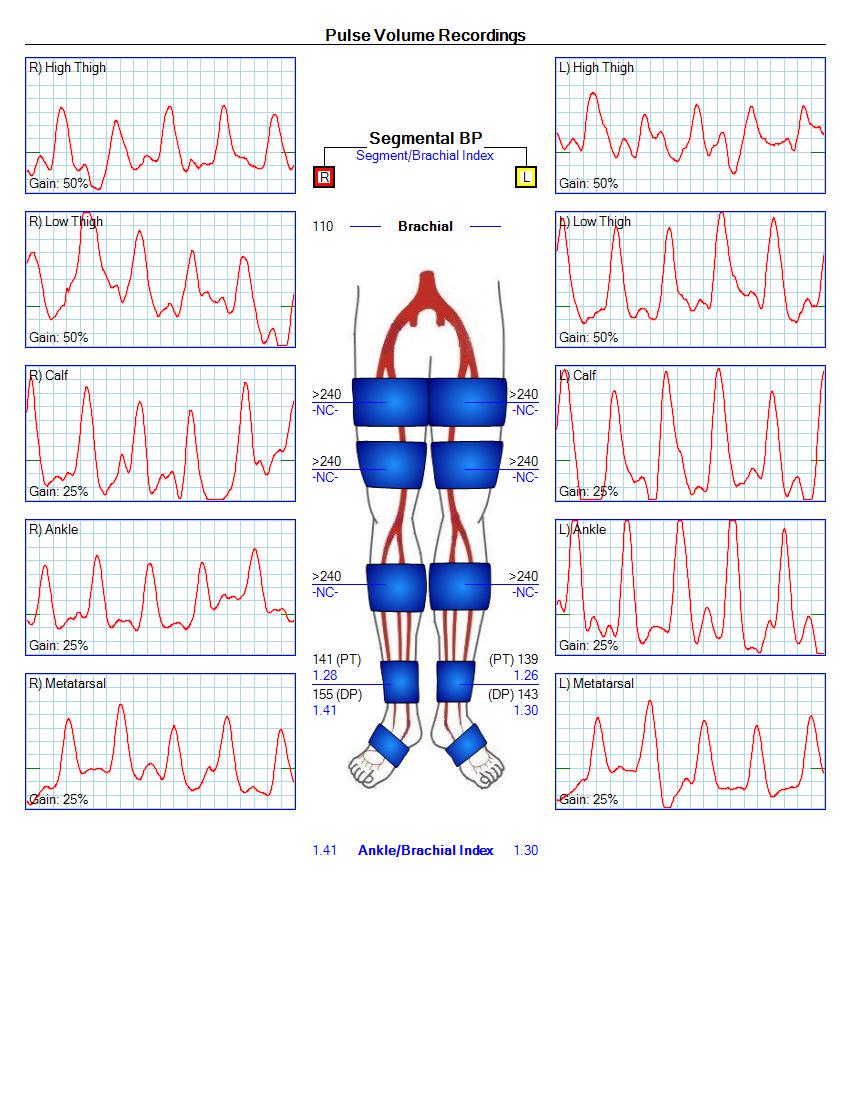 Pulse Volume Recordings
R) High Thigh
Gain: 50%
L) High Thigh
Gain: 50%
Segmental BP
Segment/Brachial Index
R
L
110
Brachial
R) Low Thigh
Gain: 50%
L) Low Thigh
Gain: 50%
R) Calf
Gain: 25%
L) Calf
Gain: 25%
>240
-NC-
>240
-NC-
>240
-NC-
>240
-NC-
R) Ankle
Gain: 25%
L) Ankle
Gain: 25%
>240
-NC-
>240
-NC-
141 (PT)
1.28
155 (DP)
1.41
(PT) 139
1.26
(DP) 143
1.30
R) Metatarsal
Gain: 25%
L) Metatarsal
Gain: 25%
1.41 Ankle/Brachial Index 1.30